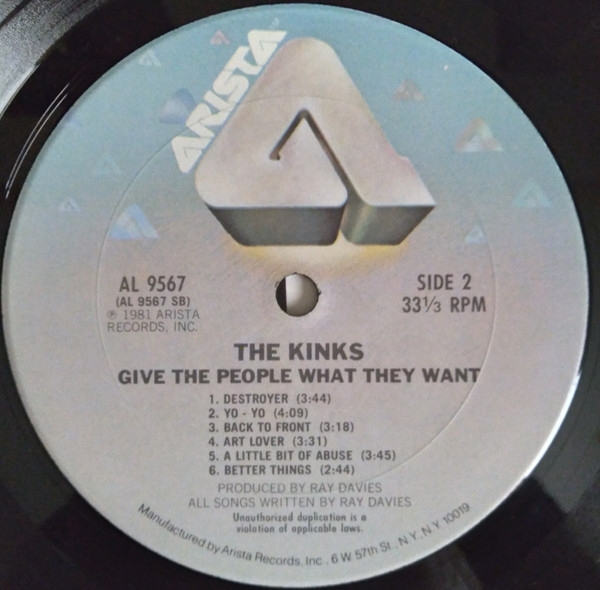 ARISTA
AL 9567
(AL 9567 SB)
℗ 1981 ARISTA
RECORDS, INC.
SIDE 2
33⅓ RPM
THE KINKS
GIVE THE PEOPLE WHAT THEY WANT
1. DESTROYER (3:44)
2. YO - YO (4:09)
3. BACK TO FRONT (3:18)
4. ART LOVER (3:31)
5. A LITTLE BIT OF ABUSE (3:45)
6. BETTER THINGS (2:44)
PRODUCED BY RAY DAVIES
ALL SONGS WRITTEN BY RAY DAVIES
Unauthorized duplication is a
violation of applicable laws.
Manufactured by Arista Records, Inc., 6 W. 57th St., N.Y., N.Y. 10019